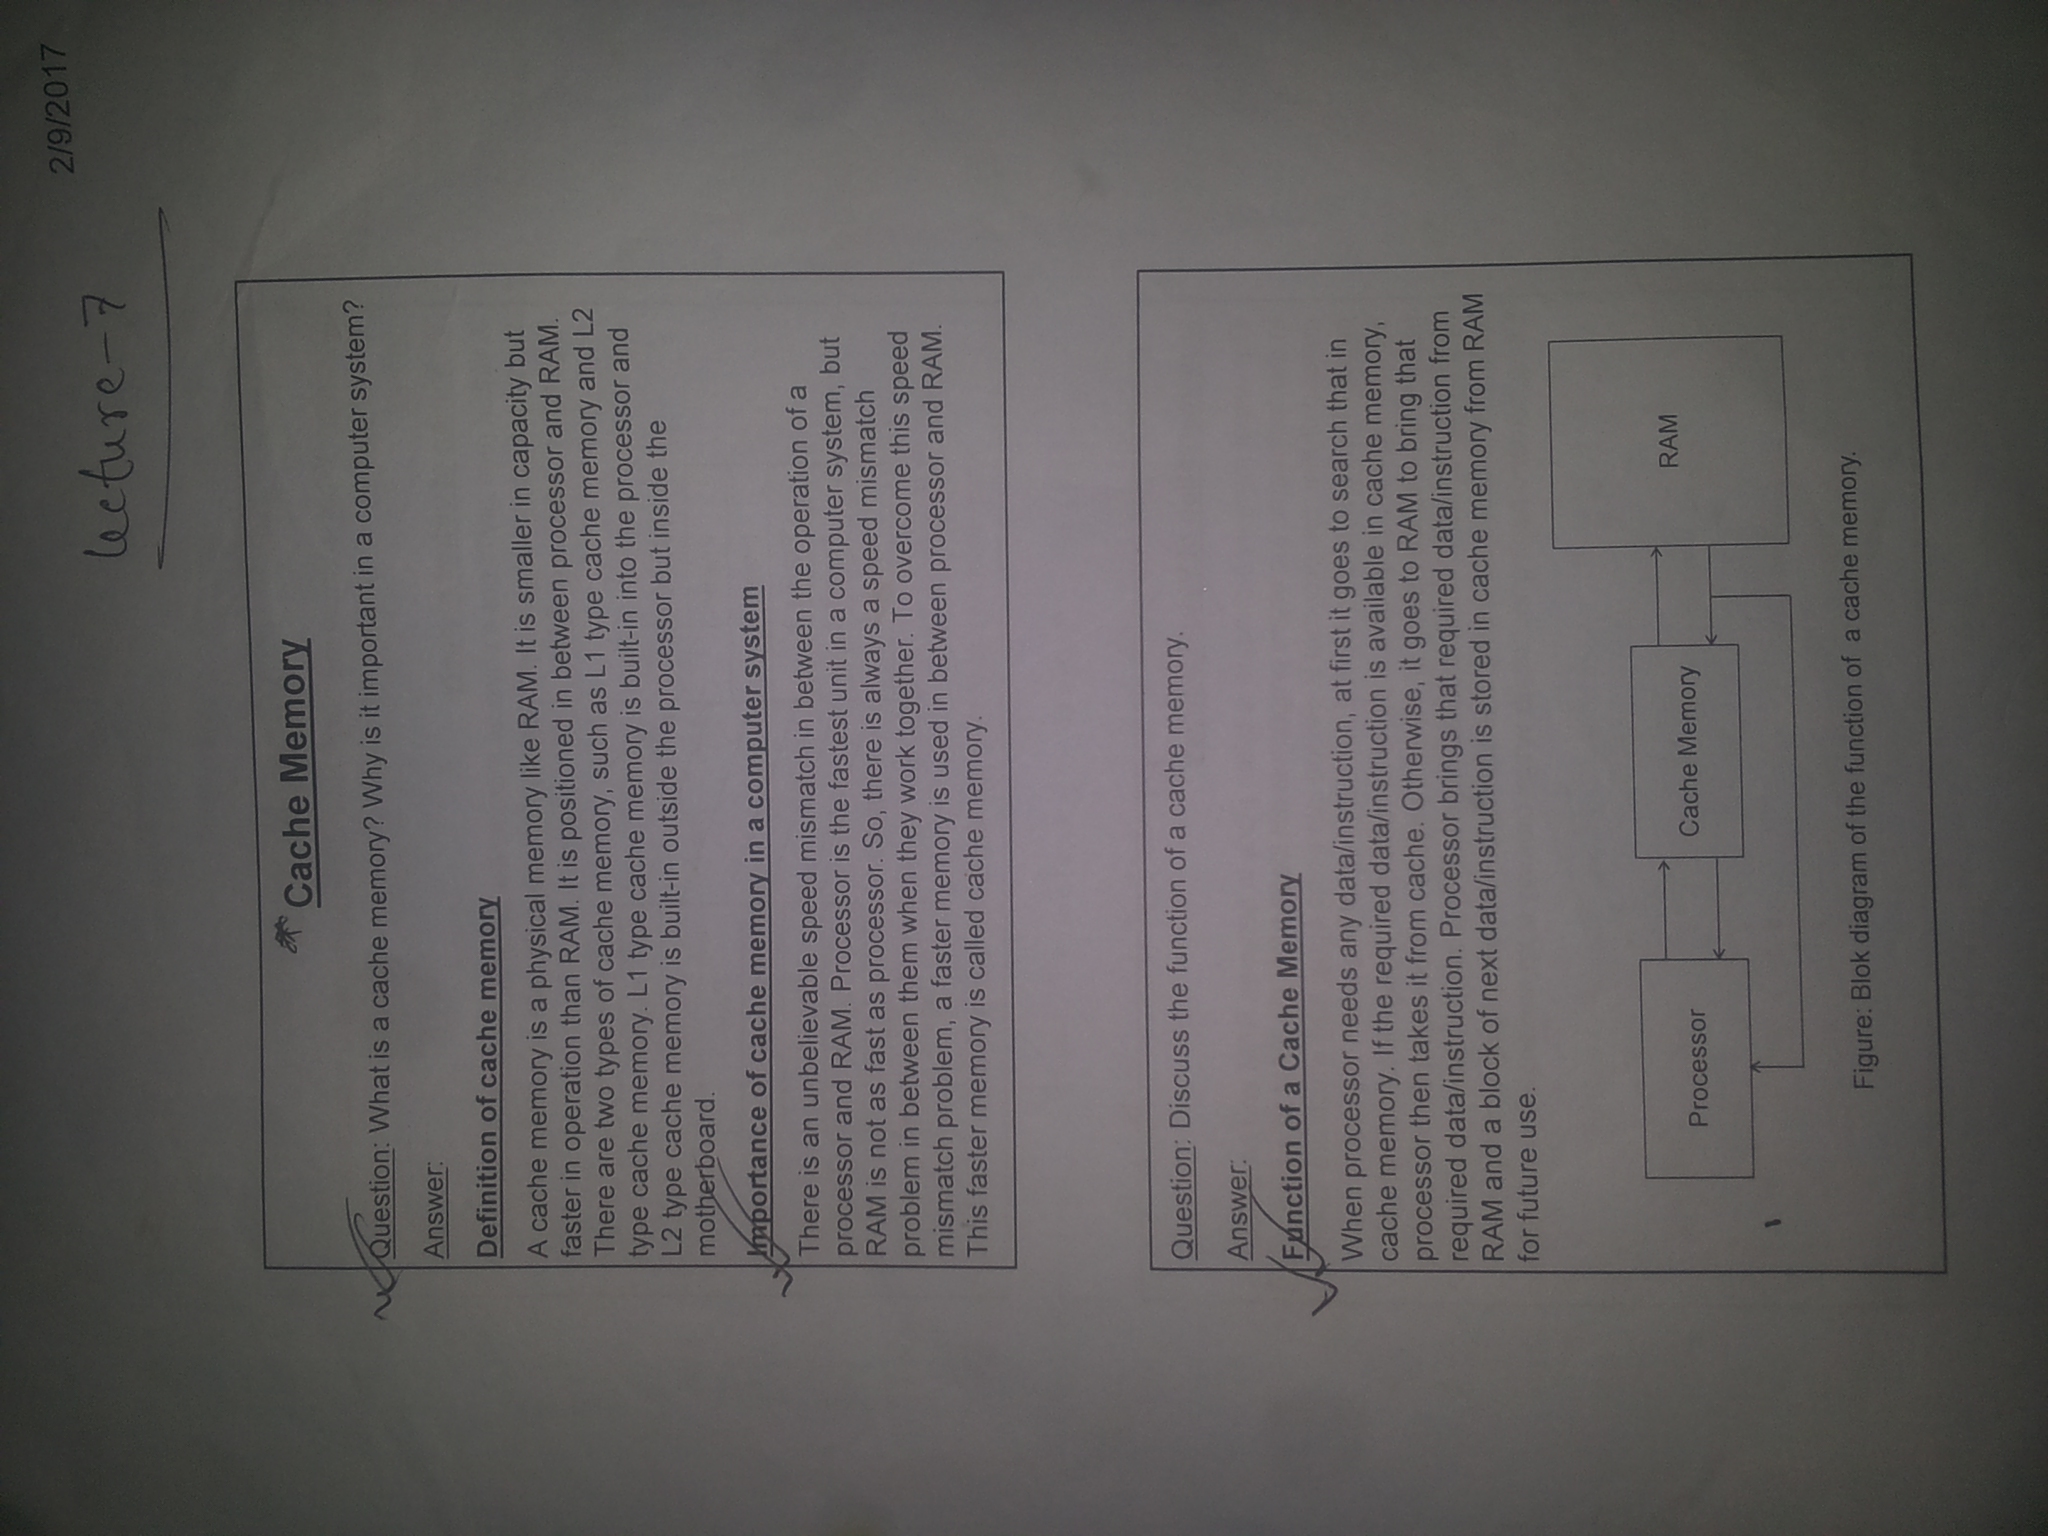 2/9/2017
lecture-7
Cache Memory
Question: What is a cache memory? Why is it important in a computer system?
Answer:
Definition of cache memory
A cache memory is a physical memory like RAM. It is smaller in capacity but
faster in operation than RAM. It is positioned in between processor and RAM.
There are two types of cache memory, such as L1 type cache memory and L2
type cache memory. L1 type cache memory is built-in into the processor and
L2 type cache memory is built-in outside the processor but inside the
motherboard.
Importance of cache memory in a computer system
There is an unbelievable speed mismatch in between the operation of a
processor and RAM. Processor is the fastest unit in a computer system, but
RAM is not as fast as processor. So, there is always a speed mismatch
problem in between them when they work together. To overcome this speed
mismatch problem, a faster memory is used in between processor and RAM.
This faster memory is called cache memory.
Question: Discuss the function of a cache memory.
Answer:
Function of a Cache Memory
When processor needs any data/instruction, at first it goes to search that in
cache memory. If the required data/instruction is available in cache memory,
processor then takes it from cache. Otherwise, it goes to RAM to bring that
required data/instruction. Processor brings that required data/instruction from
RAM and a block of next data/instruction is stored in cache memory from RAM
for future use.
Processor
Cache Memory
RAM
Figure: Blok diagram of the function of a cache memory.